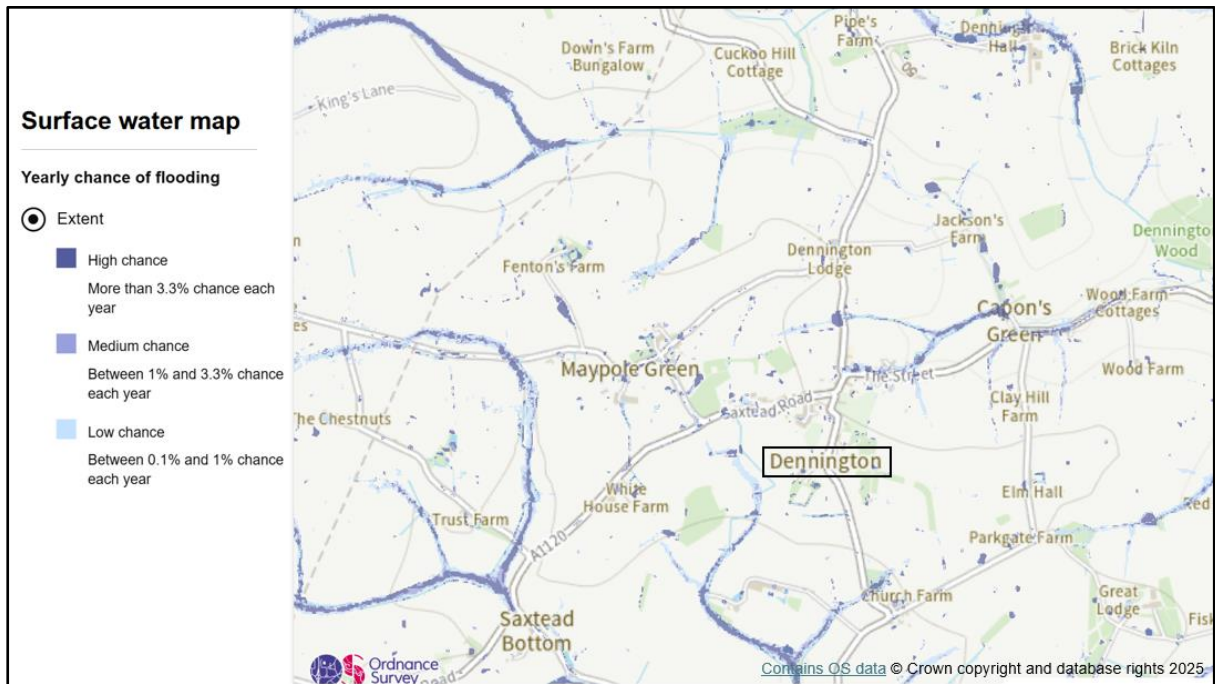 Surface water map
Yearly chance of flooding
Extent
High chance
More than 3.3% chance each
year
Medium chance
Between 1% and 3.3% chance
each year
Low chance
Between 0.1% and 1% chance
each year
Pipe's
Farm
Down's Farm
Bungalow
Cuckoo Hill
Cottage
Hall
Brick Kiln
Cottages
King's Lane
50
Jackson's
Farm
Wood
Fenton's Farm
Dennington
Lodge
Capon's
Green
Wood Farm
Cottages
Maypole Green
The Street
Wood Farm
Saxtead Road
Clay Hill
Farm
The Chestnuts
Dennington
White
House Farm
Elm Hall
Red
Trust Farm
A1120
Parkgate Farm
Church Farm
Great
Lodge
Saxtead
Bottom
Ordnance
Survey
Road
Contains OS data © Crown copyright and database rights 2025